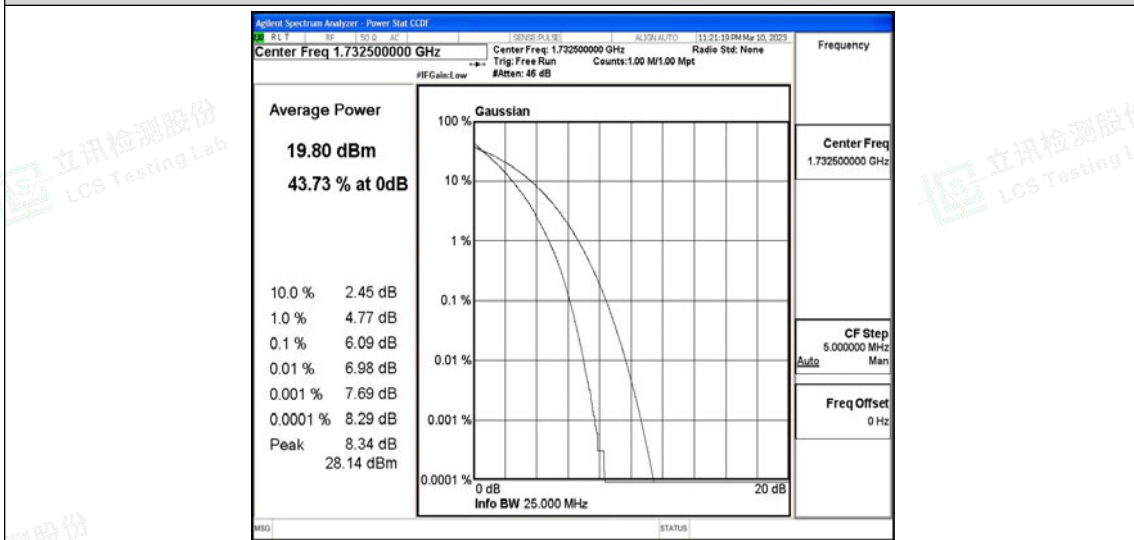 Agilent Spectrum Analyzer - Power Stat CCDF
RLT RF 50 Ω AC SENSE:PULSE ALIGN AUTO 11:21:19 PM Mar 10, 2023
Center Freq 1.732500000 GHz
Center Freq: 1.732500000 GHz Radio Std: None
Trig: Free Run Counts:1.00 M/1.00 Mpt
#IFGain:Low #Atten: 46 dB
Frequency
Average Power
19.80 dBm
43.73 % at 0dB
10.0 % 2.45 dB
1.0 % 4.77 dB
0.1 % 6.09 dB
0.01 % 6.98 dB
0.001 % 7.69 dB
0.0001 % 8.29 dB
Peak 8.34 dB
28.14 dBm
Gaussian
100 %
10 %
1 %
0.1 %
0.01 %
0.001 %
0.0001 %
0 dB 20 dB
Info BW 25.000 MHz
Center Freq
1.732500000 GHz
CF Step
5.000000 MHz
Auto Man
Freq Offset
0 Hz
MSG STATUS
立讯检测股份
LCS Testing Lab
立讯检测股份
LCS Testing L